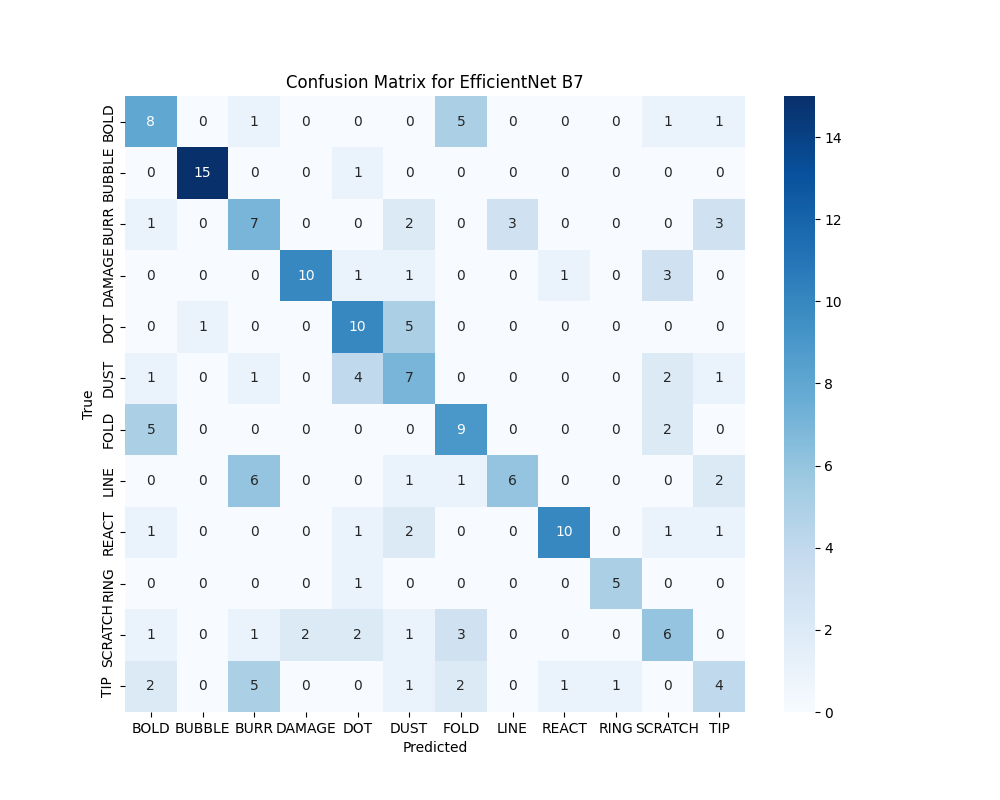 Confusion Matrix for EfficientNet B7
BOLD 8 0 1 0 0 0 5 0 0 0 1 1
BUBBLE 0 15 0 0 1 0 0 0 0 0 0 0
BURR 1 0 7 0 0 2 0 3 0 0 0 3
DAMAGE 0 0 0 10 1 1 0 0 1 0 3 0
DOT 0 1 0 0 10 5 0 0 0 0 0 0
DUST 1 0 1 0 4 7 0 0 0 0 2 1
FOLD 5 0 0 0 0 0 9 0 0 0 2 0
LINE 0 0 6 0 0 1 1 6 0 0 0 2
REACT 1 0 0 0 1 2 0 0 10 0 1 1
RING 0 0 0 0 1 0 0 0 0 5 0 0
SCRATCH 1 0 1 2 2 1 3 0 0 0 6 0
TIP 2 0 5 0 0 1 2 0 1 1 0 4
BOLD BUBBLE BURR DAMAGE DOT DUST FOLD LINE REACT RING SCRATCH TIP
Predicted
True
14
12
10
8
6
4
2
0